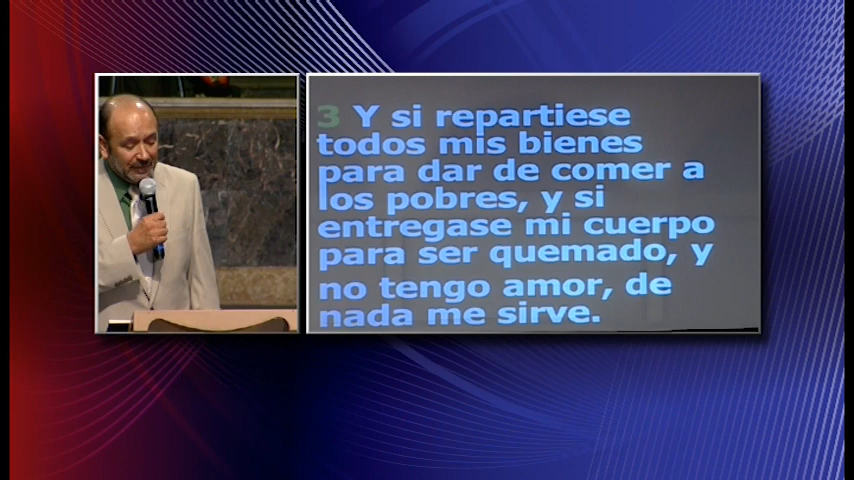 3 Y si repartiese
todos mis bienes
para dar de comer a
los pobres, y si
entregase mi cuerpo
para ser quemado, y
no tengo amor, de
nada me sirve.